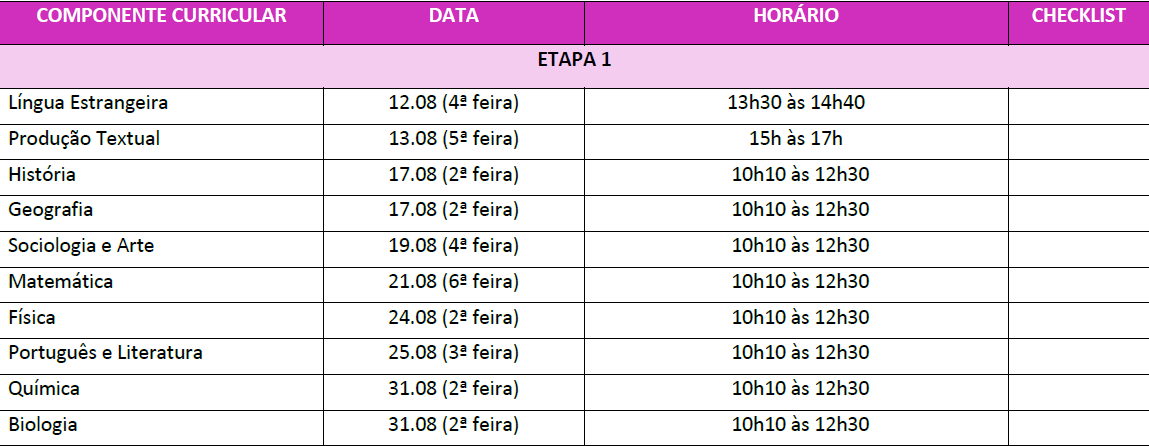 COMPONENTE CURRICULAR DATA HORÁRIO CHECKLIST
ETAPA 1
Língua Estrangeira 12.08 (4ª feira) 13h30 às 14h40
Produção Textual 13.08 (5ª feira) 15h às 17h
História 17.08 (2ª feira) 10h10 às 12h30
Geografia 17.08 (2ª feira) 10h10 às 12h30
Sociologia e Arte 19.08 (4ª feira) 10h10 às 12h30
Matemática 21.08 (6ª feira) 10h10 às 12h30
Física 24.08 (2ª feira) 10h10 às 12h30
Português e Literatura 25.08 (3ª feira) 10h10 às 12h30
Química 31.08 (2ª feira) 10h10 às 12h30
Biologia 31.08 (2ª feira) 10h10 às 12h30